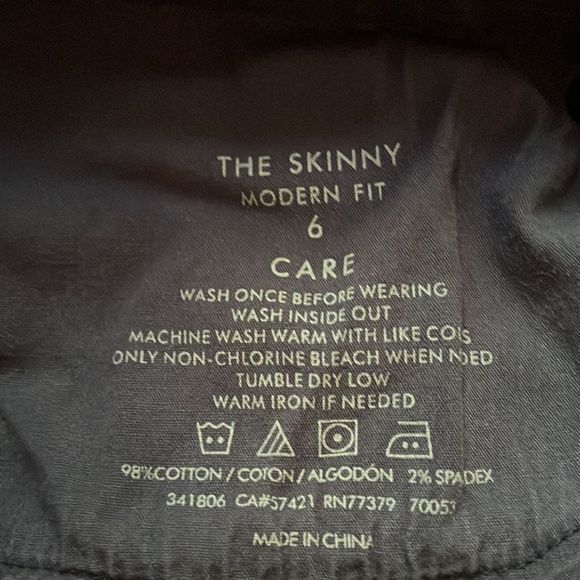 THE SKINNY
MODERN FIT
6
CARE
WASH ONCE BEFORE WEARING
WASH INSIDE OUT
MACHINE WASH WARM WITH LIKE
ONLY NON-CHLORINE BLEACH WHEN
TUMBLE DRY LOW
WARM IRON IF NEEDED
98%COTTON / COTON / ALGODÓN 2% SPADEX
341806 CA#57421 RN77379 70053
MADE IN CHINA